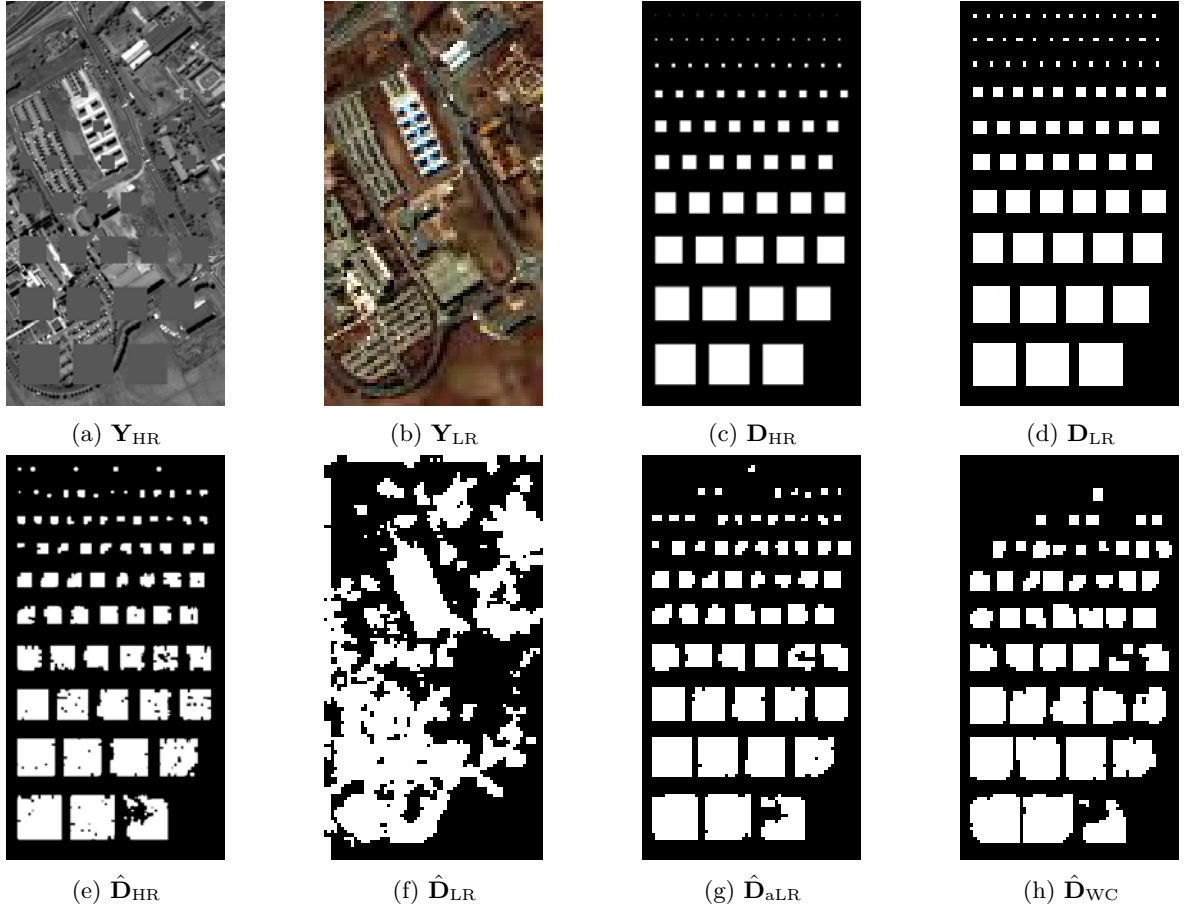 (a) Y_HR
(b) Y_LR
(c) D_HR
(d) D_LR
(e) D̂_HR
(f) D̂_LR
(g) D̂_aLR
(h) D̂_WC